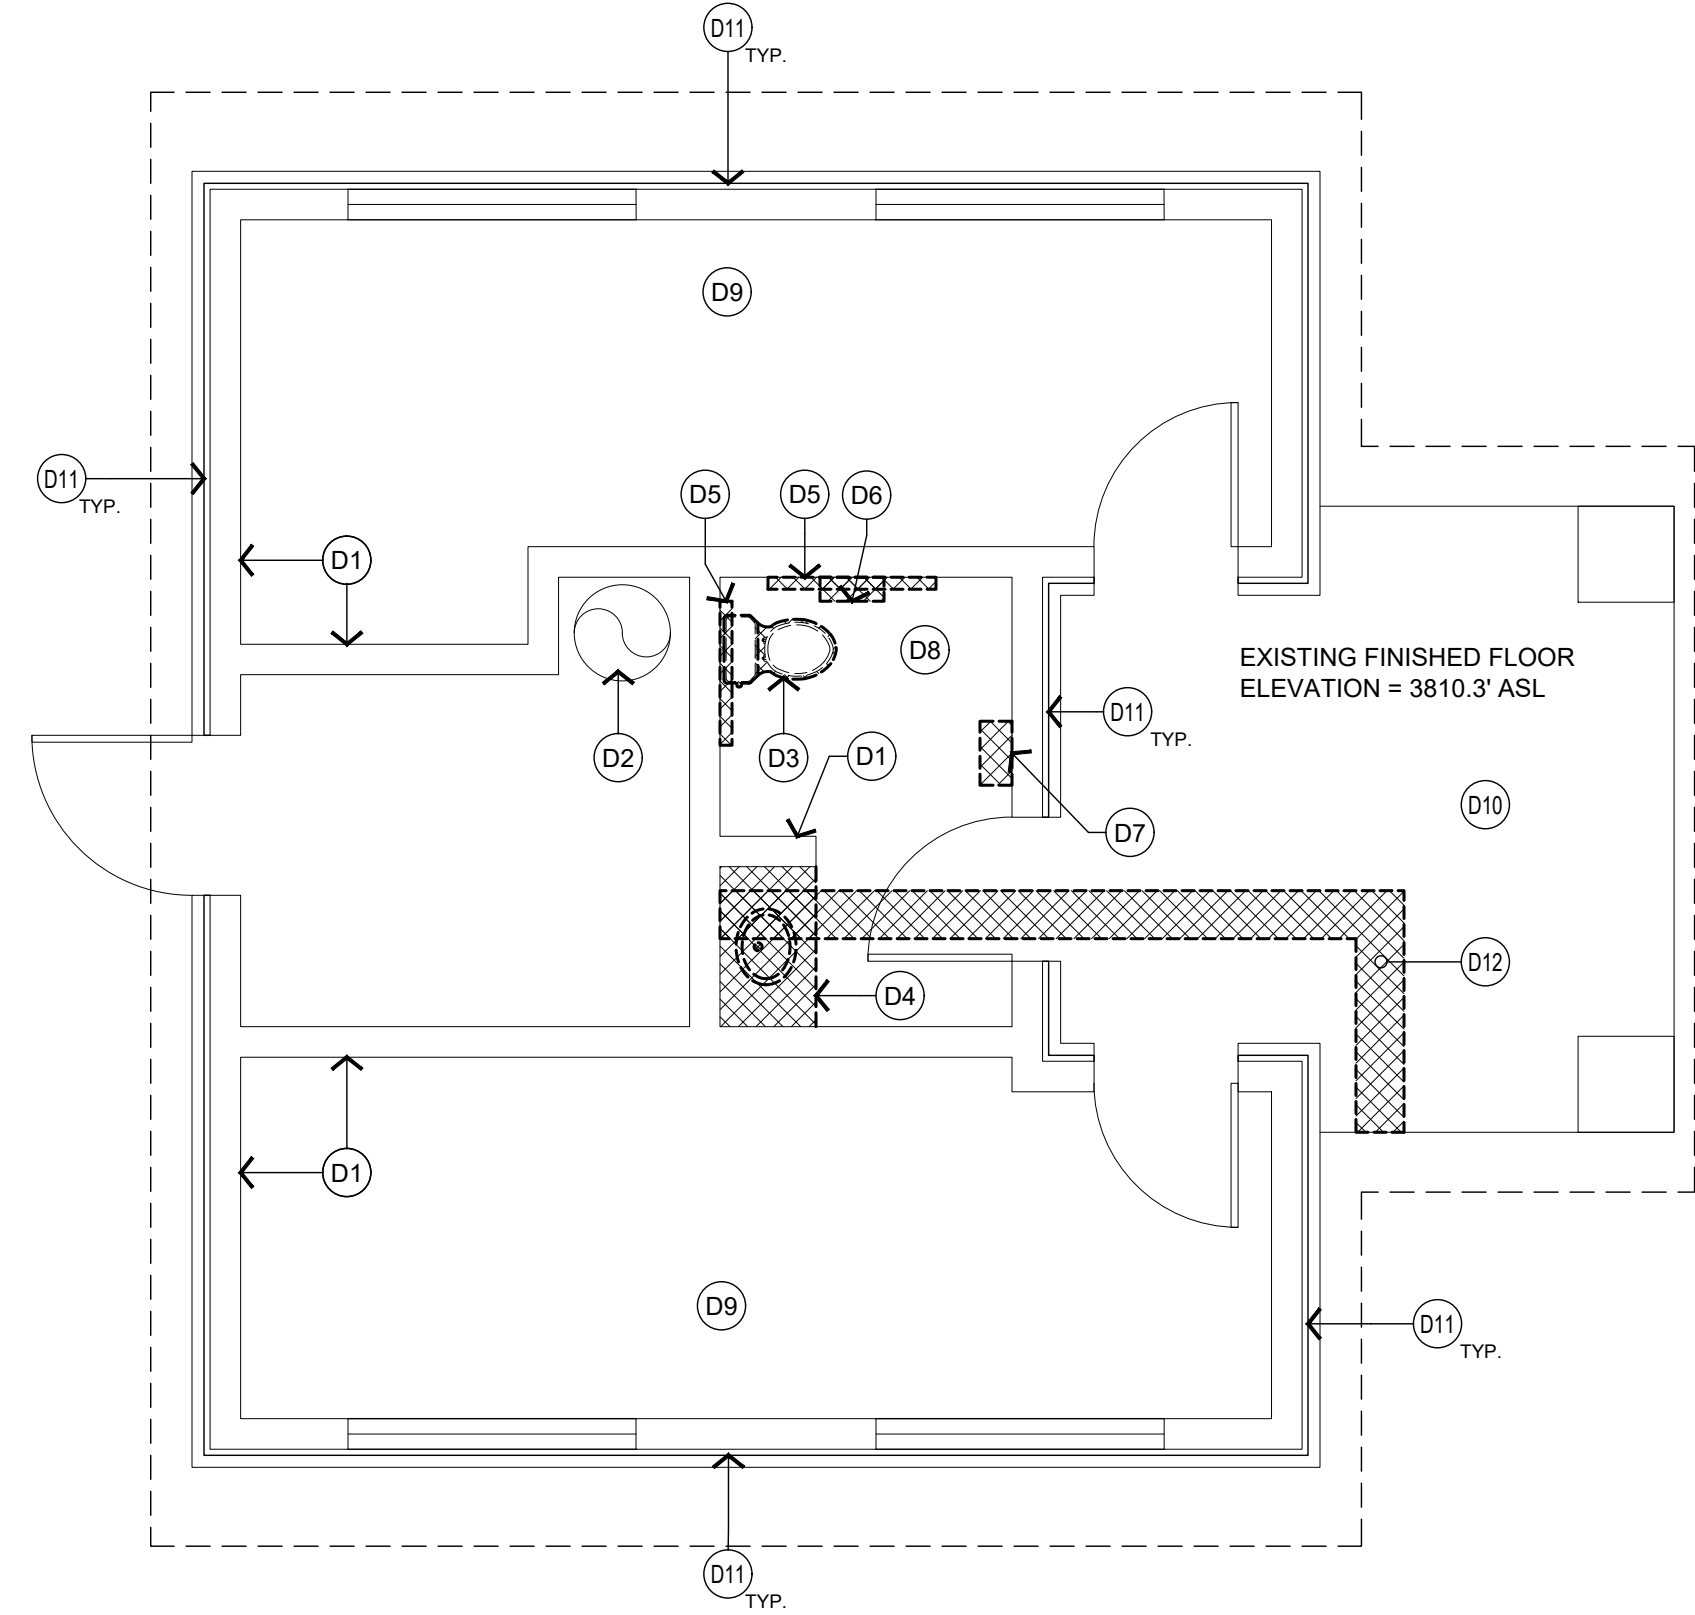 D11
TYP.
D9
D11
TYP.
D5
D5
D6
D1
D8
EXISTING FINISHED FLOOR
ELEVATION = 3810.3' ASL
D11
TYP.
D2
D3
D1
D10
D7
D12
D4
D1
D9
D11
TYP.
D11
TYP.